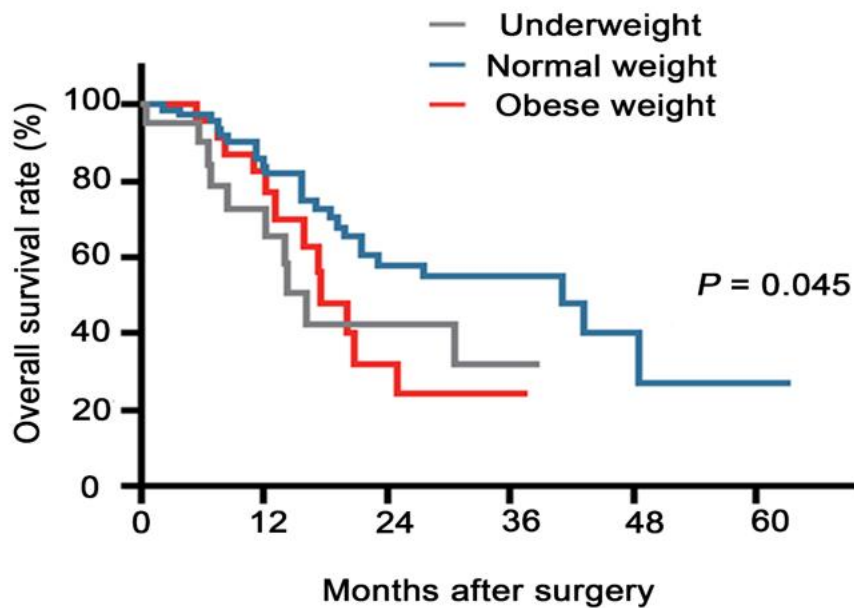 Underweight
Normal weight
Obese weight
Overall survival rate (%)
100
80
60
40
20
0
P = 0.045
0 12 24 36 48 60
Months after surgery